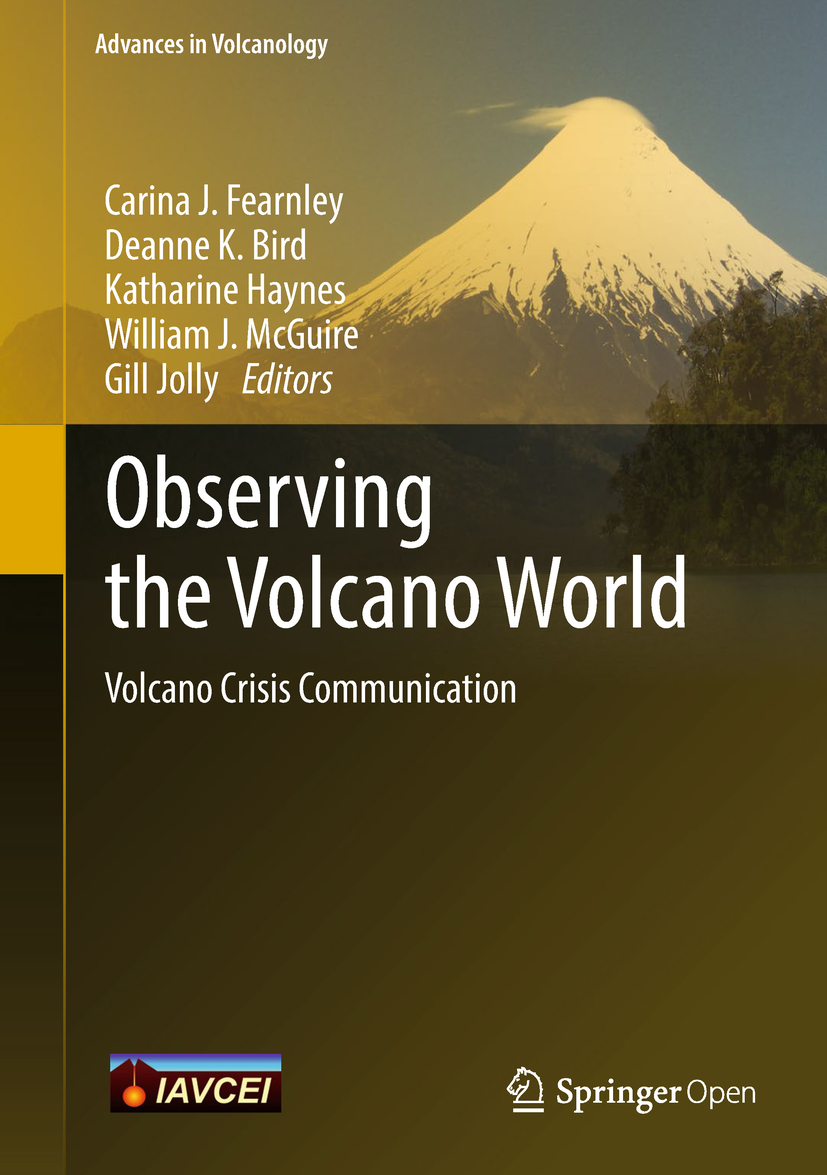 Advances in Volcanology
Carina J. Fearnley
Deanne K. Bird
Katharine Haynes
William J. McGuire
Gill Jolly Editors
Observing
the Volcano World
Volcano Crisis Communication
IAVCEI
Springer Open